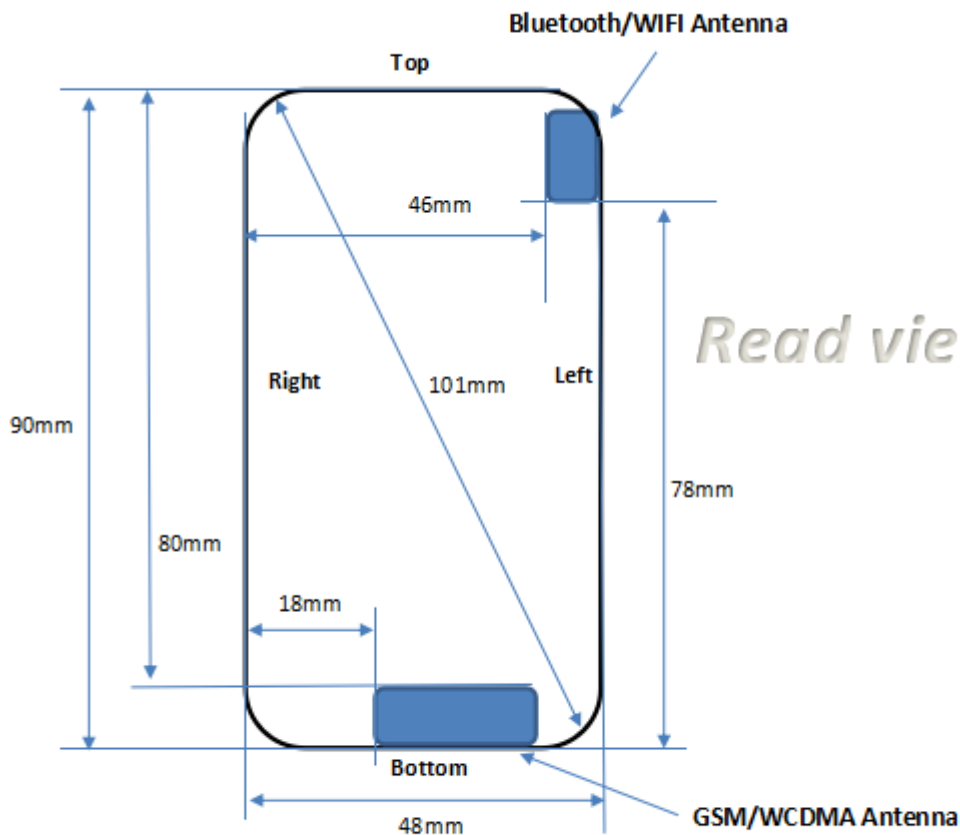 Bluetooth/WIFI Antenna
Top
46mm
Read vie
Right
101mm
Left
90mm
78mm
80mm
18mm
Bottom
GSM/WCDMA Antenna
48mm